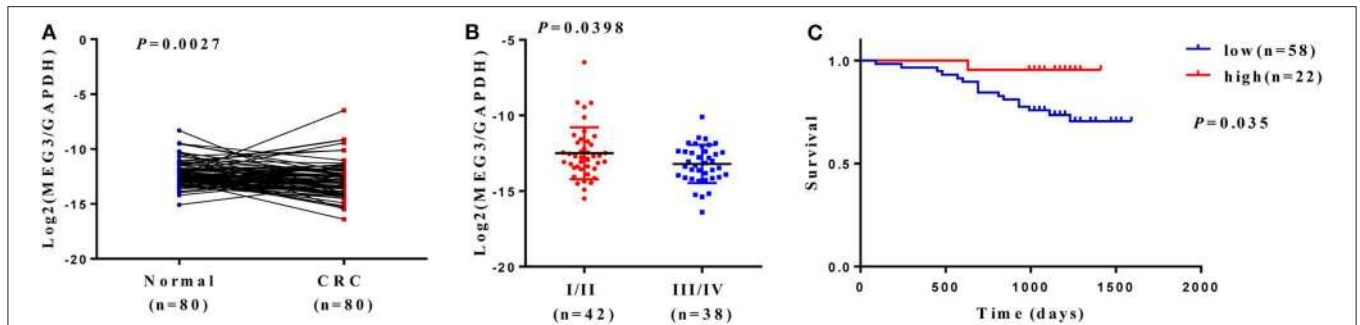 A
P=0.0027
Log2(MEG3/GAPDH)
0
-5
-10
-15
-20
Normal
(n=80)
CRC
(n=80)
B
P=0.0398
Log2(MEG3/GAPDH)
-5
-10
-15
-20
I/II
(n=42)
III/IV
(n=38)
C
low(n=58)
high(n=22)
P=0.035
Survival
1.0
0.5
0.0
0
500
1000
1500
2000
Time (days)